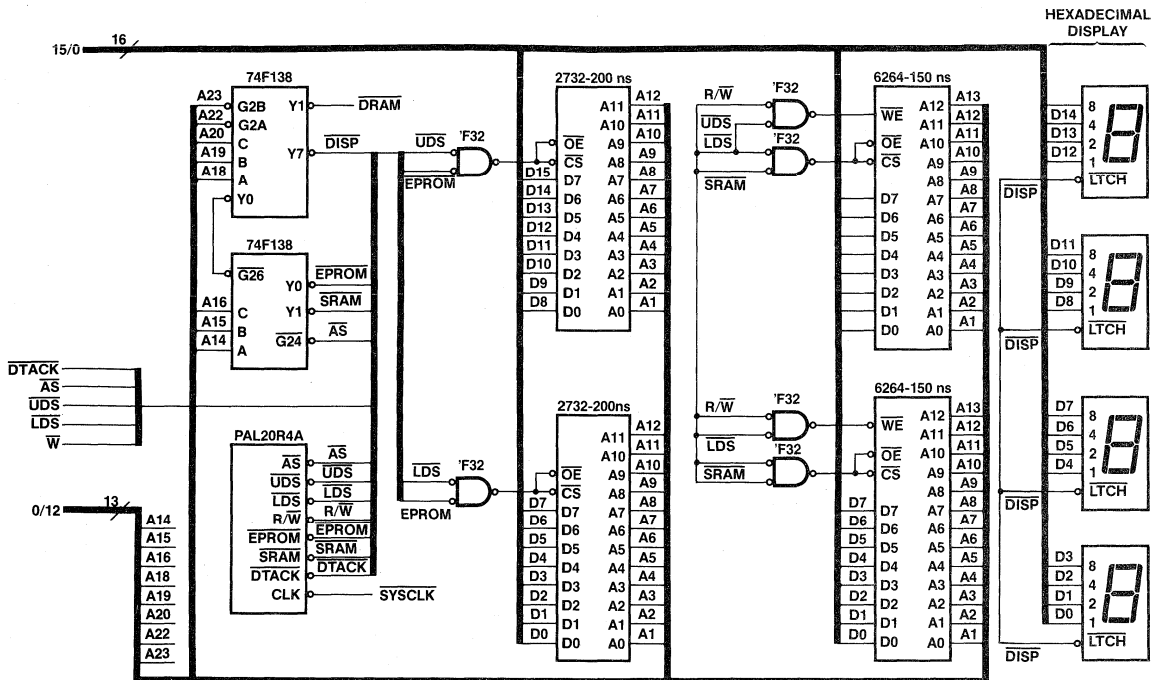 HEXADECIMAL
DISPLAY
15/0
16
74F138
A23
A22
A20
A19
A18
G2B
G2A
C
B
A
Y0
Y1
Y7
DRAM
DISP
74F138
G26
A16
A15
A14
C
B
A
Y0
Y1
G24
EPROM
SRAM
AS
DTACK
AS
UDS
LDS
W
PAL20R4A
AS
UDS
LDS
R/W
EPROM
SRAM
DTACK
CLK
AS
UDS
LDS
R/W
EPROM
SRAM
DTACK
SYSCLK
0/12
13
A14
A15
A16
A18
A19
A20
A22
A23
UDS
'F32
EPROM
LDS
'F32
EPROM
2732-200 ns
OE
CS
D15
D14
D13
D12
D11
D10
D9
D8
D7
D6
D5
D4
D3
D2
D1
D0
A11
A10
A9
A8
A7
A6
A5
A4
A3
A2
A1
A0
A12
A11
A10
A9
A8
A7
A6
A5
A4
A3
A2
A1
2732-200ns
OE
CS
D7
D6
D5
D4
D3
D2
D1
D0
D7
D6
D5
D4
D3
D2
D1
D0
A11
A10
A9
A8
A7
A6
A5
A4
A3
A2
A1
A0
A12
A11
A10
A9
A8
A7
A6
A5
A4
A3
A2
A1
R/W
UDS
LDS
SRAM
'F32
'F32
R/W
LDS
SRAM
'F32
'F32
6264-150 ns
WE
OE
CS
D7
D6
D5
D4
D3
D2
D1
D0
A12
A11
A10
A9
A8
A7
A6
A5
A4
A3
A2
A1
A0
A13
A12
A11
A10
A9
A8
A7
A6
A5
A4
A3
A2
A1
6264-150 ns
WE
OE
CS
D7
D6
D5
D4
D3
D2
D1
D0
D7
D6
D5
D4
D3
D2
D1
D0
A12
A11
A10
A9
A8
A7
A6
A5
A4
A3
A2
A1
A0
A13
A12
A11
A10
A9
A8
A7
A6
A5
A4
A3
A2
A1
D14
D13
D12
8
4
2
1
LTCH
DISP
D11
D10
D9
D8
8
4
2
1
LTCH
DISP
D7
D6
D5
D4
8
4
2
1
LTCH
DISP
D3
D2
D1
D0
8
4
2
1
LTCH
DISP